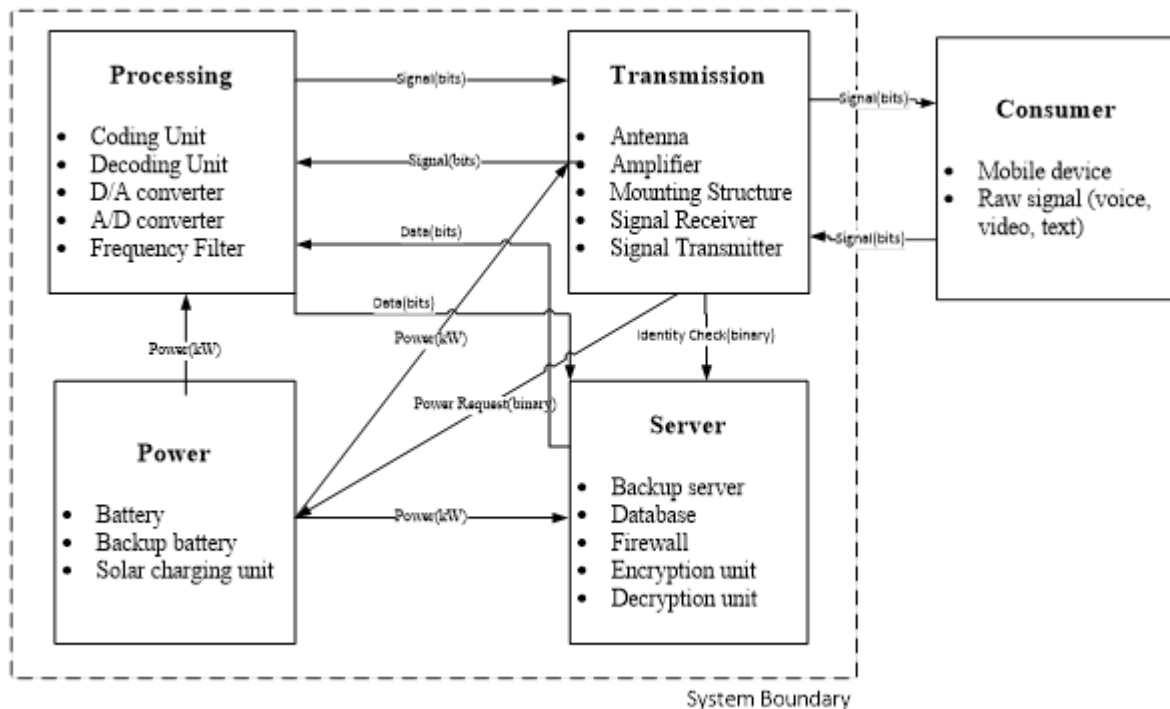 Processing
• Coding Unit
• Decoding Unit
• D/A converter
• A/D converter
• Frequency Filter
Signal(bits)
Signal(bits)
Data(bits)
Data(bits)
Transmission
• Antenna
• Amplifier
• Mounting Structure
• Signal Receiver
• Signal Transmitter
Signal(bits)
Signal(bits)
Consumer
• Mobile device
• Raw signal (voice,
video, text)
Power(kW)
Power(kW)
Identity Check(binary)
Power Request(binary)
Power
• Battery
• Backup battery
• Solar charging unit
Power(kW)
Server
• Backup server
• Database
• Firewall
• Encryption unit
• Decryption unit
System Boundary